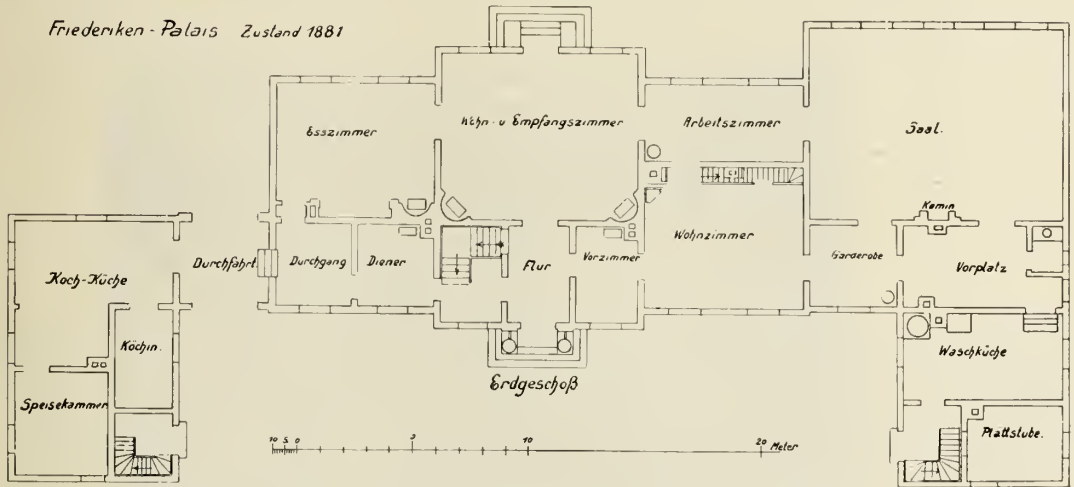 Friederiken - Palais Zustand 1881
Esszimmer
Wohn- u Empfangszimmer
Arbeitszimmer
Saal.
Kamin
Koch-Küche
Durchfahrt.
Durchgang
Diener
Flur
Vorzimmer
Wohnzimmer
Garderobe
Vorplatz
Köchin.
Waschküche
Speisekammer
Plattstube.
Erdgeschoß
10 5 0 5 10 20 Meter